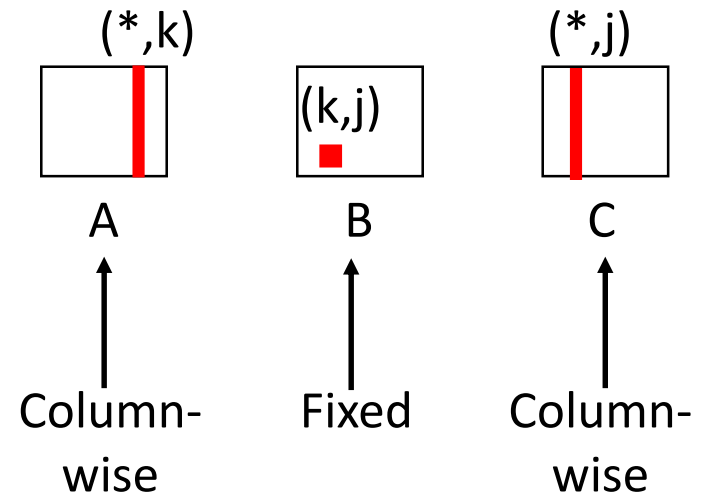 (*,k)
(k,j)
(*,j)
A
B
C
Column-
wise
Fixed
Column-
wise